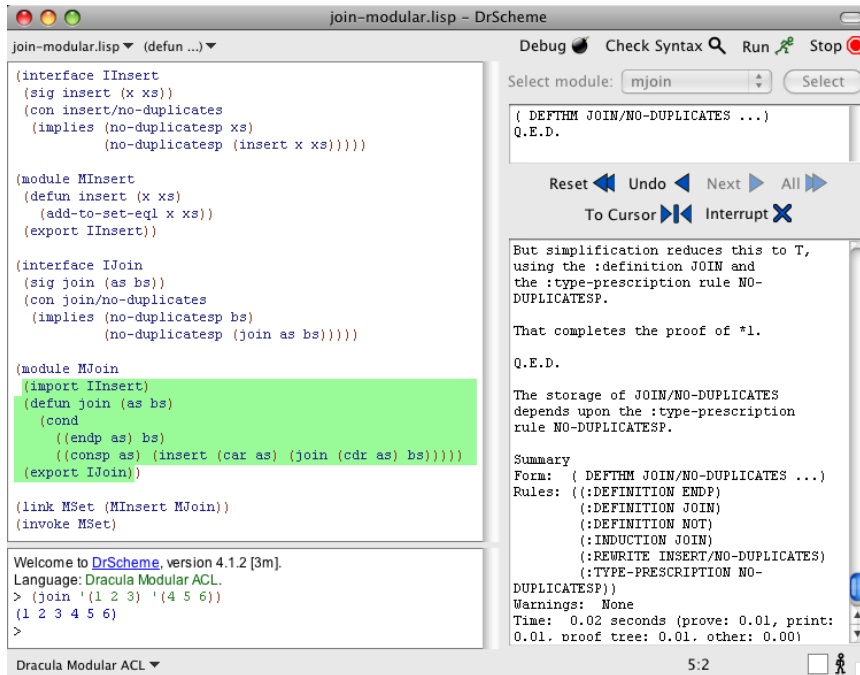 join-modular.lisp - DrScheme
join-modular.lisp (defun ...)
Debug Check Syntax Run Stop
(interface IInsert
(sig insert (x xs))
(con insert/no-duplicates
(implies (no-duplicatesp xs)
(no-duplicatesp (insert x xs)))))
(module MInsert
(defun insert (x xs)
(add-to-set-eql x xs))
(export IInsert))
(interface IJoin
(sig join (as bs))
(con join/no-duplicates
(implies (no-duplicatesp bs)
(no-duplicatesp (join as bs)))))
(module MJoin
(import IInsert)
(defun join (as bs)
(cond
((endp as) bs)
((consp as) (insert (car as) (join (cdr as) bs)))))
(export IJoin))
(link MSet (MInsert MJoin))
(invoke MSet)
Welcome to DrScheme, version 4.1.2 [3m].
Language: Dracula Modular ACL.
> (join '(1 2 3) '(4 5 6))
(1 2 3 4 5 6)
>
Select module: mjoin Select
( DEFTHM JOIN/NO-DUPLICATES ...)
Q.E.D.
Reset Undo Next All
To Cursor Interrupt
But simplification reduces this to T,
using the :definition JOIN and
the :type-prescription rule NO-
DUPLICATESP.
That completes the proof of *1.
Q.E.D.
The storage of JOIN/NO-DUPLICATES
depends upon the :type-prescription
rule NO-DUPLICATESP.
Summary
Form: ( DEFTHM JOIN/NO-DUPLICATES ...)
Rules: ((:DEFINITION ENDP)
(:DEFINITION JOIN)
(:DEFINITION NOT)
(:INDUCTION JOIN)
(:REWRITE INSERT/NO-DUPLICATES)
(:TYPE-PRESCRIPTION NO-
DUPLICATESP))
Warnings: None
Time: 0.02 seconds (prove: 0.01, print:
0.01, proof tree: 0.01, other: 0.00)
Dracula Modular ACL
5:2